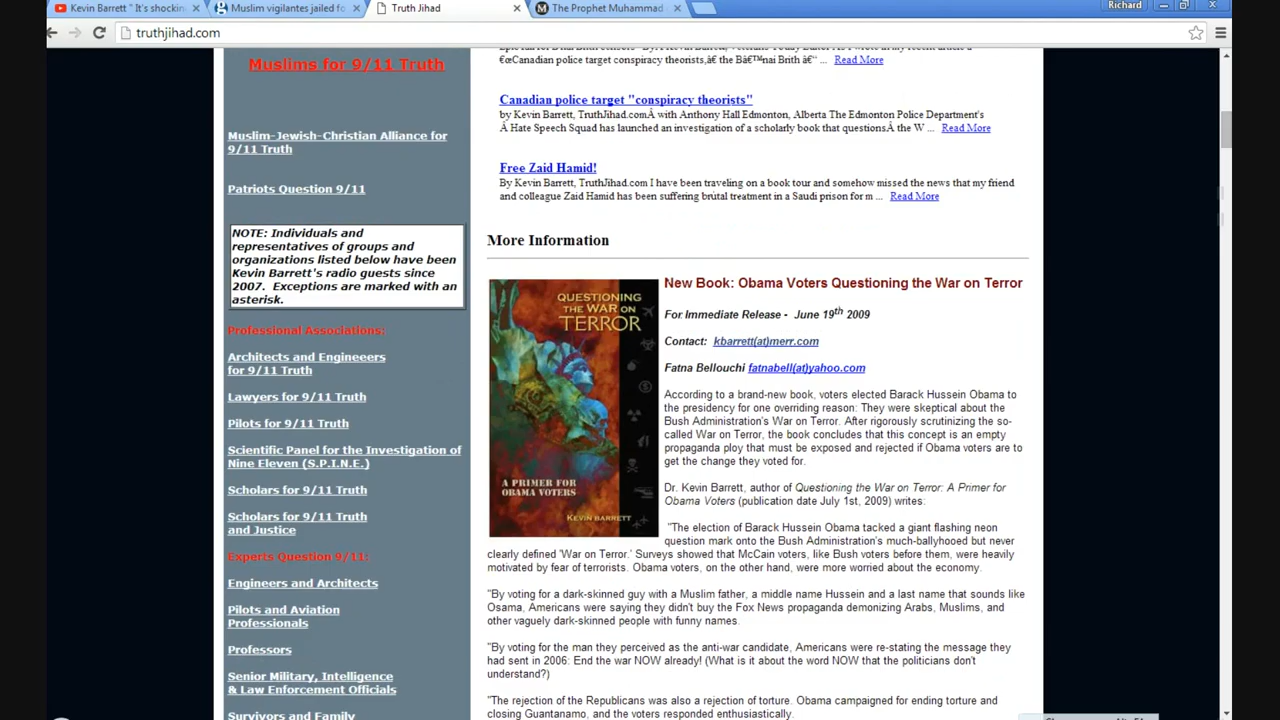 Kevin Barrett " It's shockin
Muslim vigilantes jailed fo
Truth Jihad
The Prophet Muhammad
Richard
truthjihad.com
Muslims for 9/11 Truth
Muslim-Jewish-Christian Alliance for
9/11 Truth
Patriots Question 9/11
NOTE: Individuals and
representatives of groups and
organizations listed below have been
Kevin Barrett's radio guests since
2007. Exceptions are marked with an
asterisk.
Professional Associations:
Architects and Engineeers
for 9/11 Truth
Lawyers for 9/11 Truth
Pilots for 9/11 Truth
Scientific Panel for the Investigation of
Nine Eleven (S.P.I.N.E.)
Scholars for 9/11 Truth
Scholars for 9/11 Truth
and Justice
Experts Question 9/11:
Engineers and Architects
Pilots and Aviation
Professionals
Professors
Senior Military, Intelligence
& Law Enforcement Officials
Survivors and Family
€œCanadian police target conspiracy theorists,â€ the Bâ€™nai Brith â€“ ... Read More
Canadian police target "conspiracy theorists"
by Kevin Barrett, TruthJihad.comÂ with Anthony Hall Edmonton, Alberta The Edmonton Police Department's
Â Hate Speech Squad has launched an investigation of a scholarly book that questionsÂ the W ... Read More
Free Zaid Hamid!
By Kevin Barrett, TruthJihad.com I have been traveling on a book tour and somehow missed the news that my friend
and colleague Zaid Hamid has been suffering brutal treatment in a Saudi prison for m ... Read More
More Information
QUESTIONING
THE WAR ON
TERROR
A PRIMER FOR
OBAMA VOTERS
KEVIN BARRETT
New Book: Obama Voters Questioning the War on Terror
For Immediate Release - June 19th 2009
Contact: kbarrett(at)merr.com
Fatna Bellouchi fatnabell(at)yahoo.com
According to a brand-new book, voters elected Barack Hussein Obama to
the presidency for one overriding reason: They were skeptical about the
Bush Administration's War on Terror. After rigorously scrutinizing the so-
called War on Terror, the book concludes that this concept is an empty
propaganda ploy that must be exposed and rejected if Obama voters are to
get the change they voted for.
Dr. Kevin Barrett, author of Questioning the War on Terror: A Primer for
Obama Voters (publication date July 1st, 2009) writes:
"The election of Barack Hussein Obama tacked a giant flashing neon
question mark onto the Bush Administration's much-ballyhooed but never
clearly defined 'War on Terror.' Surveys showed that McCain voters, like Bush voters before them, were heavily
motivated by fear of terrorists. Obama voters, on the other hand, were more worried about the economy.
"By voting for a dark-skinned guy with a Muslim father, a middle name Hussein and a last name that sounds like
Osama, Americans were saying they didn't buy the Fox News propaganda demonizing Arabs, Muslims, and
other vaguely dark-skinned people with funny names.
"By voting for the man they perceived as the anti-war candidate, Americans were re-stating the message they
had sent in 2006: End the war NOW already! (What is it about the word NOW that the politicians don't
understand?)
"The rejection of the Republicans was also a rejection of torture. Obama campaigned for ending torture and
closing Guantanamo, and the voters responded enthusiastically.